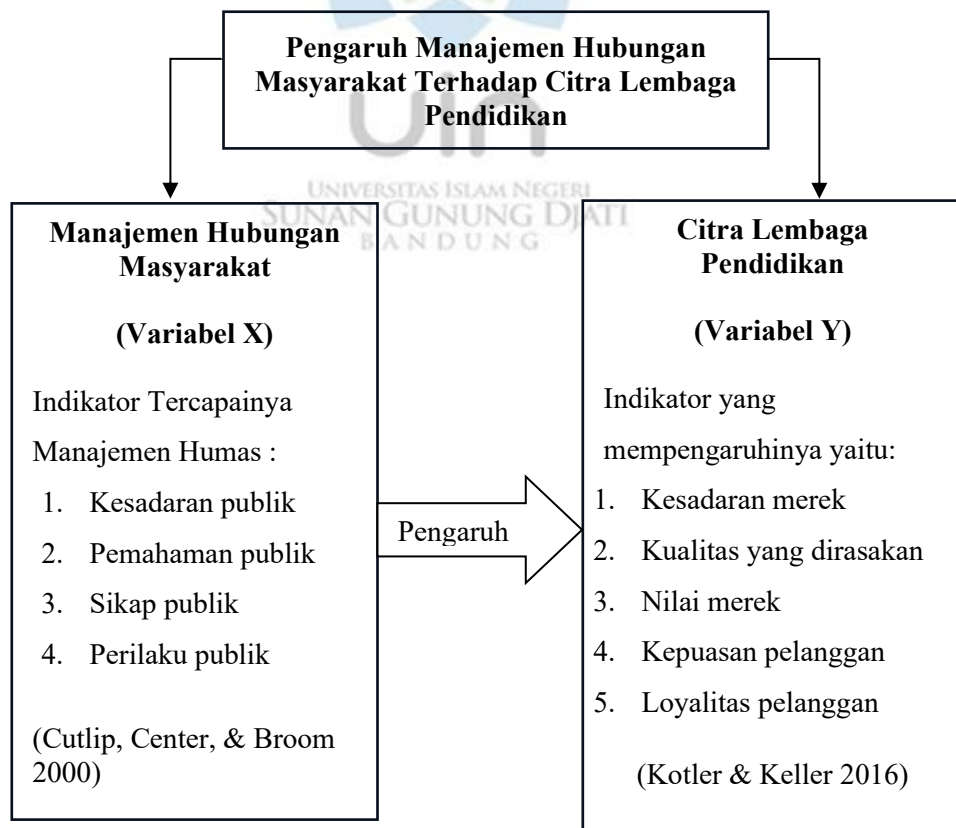 Pengaruh Manajemen Hubungan
Masyarakat Terhadap Citra Lembaga
Pendidikan
uin
UNIVERSITAS ISLAM NEGERI
SUNAN GUNUNG DJATI
BANDUNG
Manajemen Hubungan
Masyarakat
(Variabel X)
Indikator Tercapainya
Manajemen Humas :
1. Kesadaran publik
2. Pemahaman publik
3. Sikap publik
4. Perilaku publik
(Cutlip, Center, & Broom
2000)
Pengaruh
Citra Lembaga
Pendidikan
(Variabel Y)
Indikator yang
mempengaruhinya yaitu:
1. Kesadaran merek
2. Kualitas yang dirasakan
3. Nilai merek
4. Kepuasan pelanggan
5. Loyalitas pelanggan
(Kotler & Keller 2016)